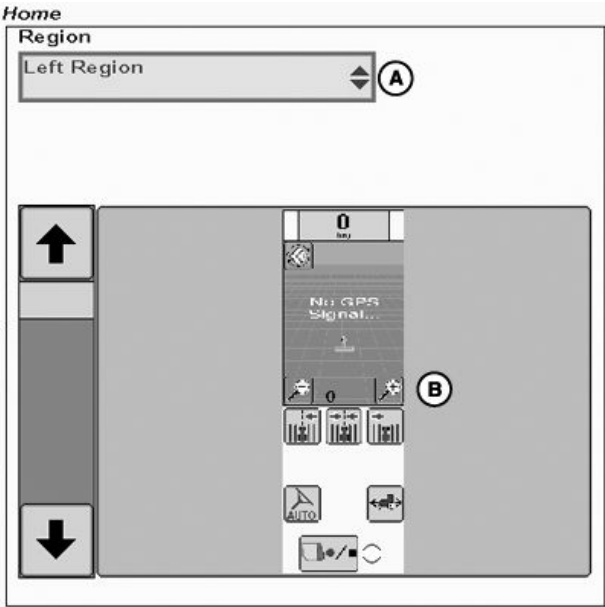 Home
Region
Left Region
A
0
No GPS
Signal...
0
B
AUTO